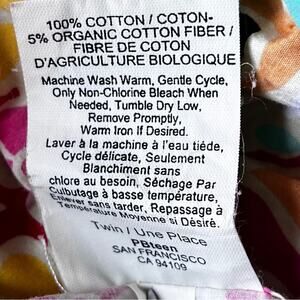 100% COTTON / COTON-
5% ORGANIC COTTON FIBER /
FIBRE DE COTON
D'AGRICULTURE BIOLOGIQUE
Machine Wash Warm, Gentle Cycle,
Only Non-Chlorine Bleach When
Needed, Tumble Dry Low,
Remove Promptly,
Warm Iron If Desired.
Laver à la machine à l'eau tiéde,
Cycle délicate, Seulement
Blanchiment sans
chlore au besoin, Séchage Par
Culbutage à basse température,
Enlever sans tarder, Repassage à
Température Moyenne si Désiré.
Twin / Une Place
PBteen
SAN FRANCISCO
CA 94109